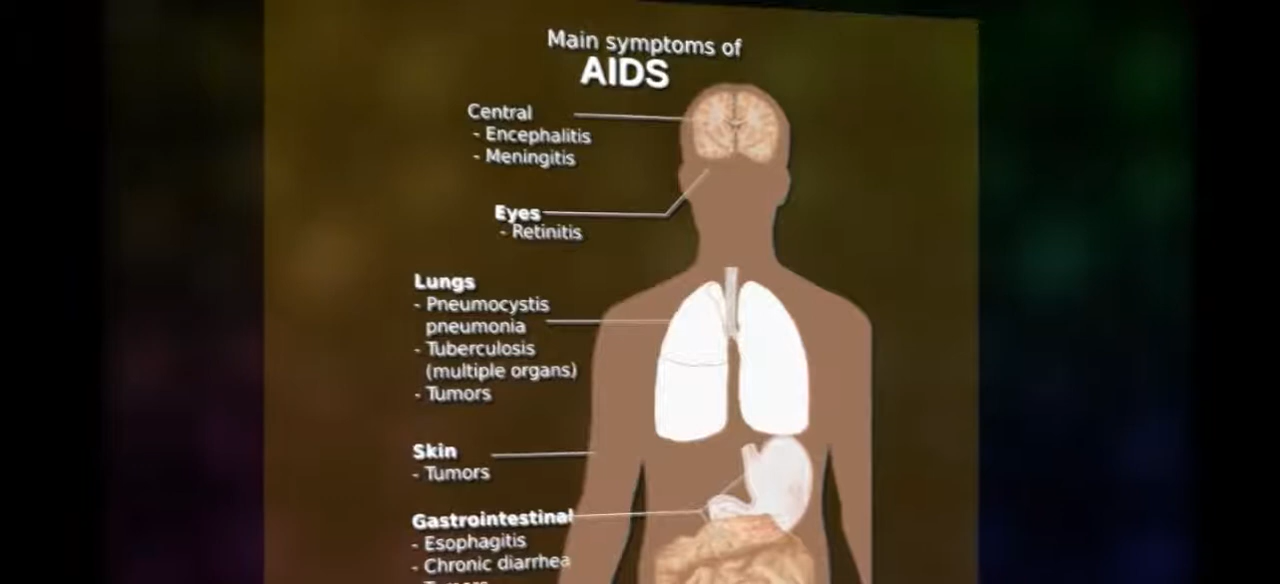 Main symptoms of
AIDS
Central
- Encephalitis
- Meningitis
Eyes
- Retinitis
Lungs
- Pneumocystis
pneumonia
- Tuberculosis
(multiple organs)
- Tumors
Skin
- Tumors
Gastrointestinal
- Esophagitis
- Chronic diarrhea